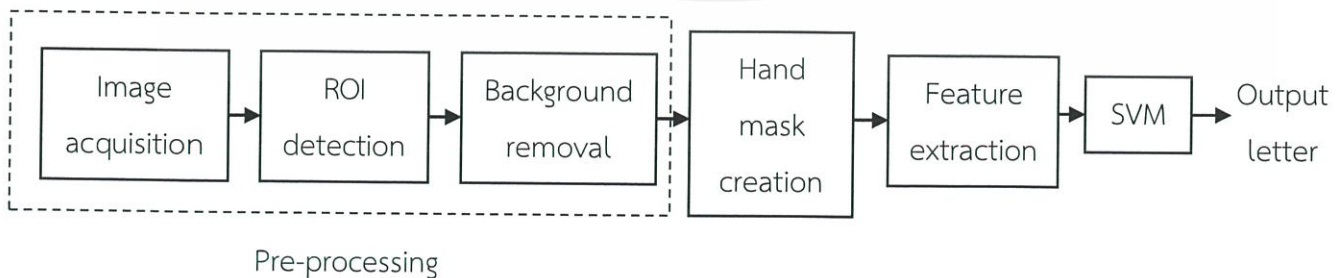 Image
acquisition
ROI
detection
Background
removal
Hand
mask
creation
Feature
extraction
SVM
Output
letter
Pre-processing